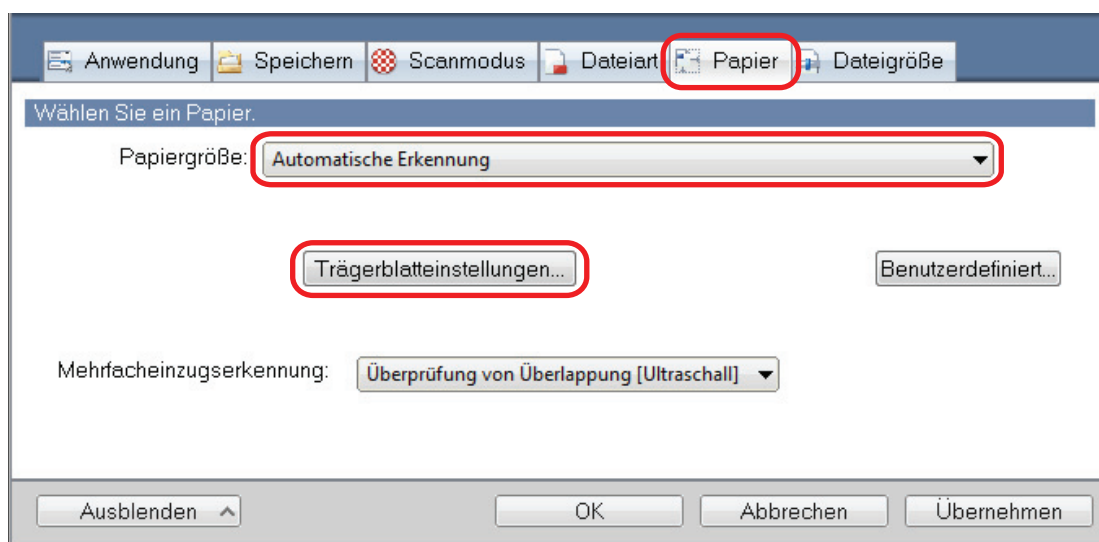 Anwendung Speichern Scanmodus Dateiart Papier Dateigröße
Wählen Sie ein Papier.
Papiergröße: Automatische Erkennung
Trägerblatteinstellungen... Benutzerdefiniert...
Mehrfacheinzugserkennung: Überprüfung von Überlappung [Ultraschall]
Ausblenden OK Abbrechen Übernehmen